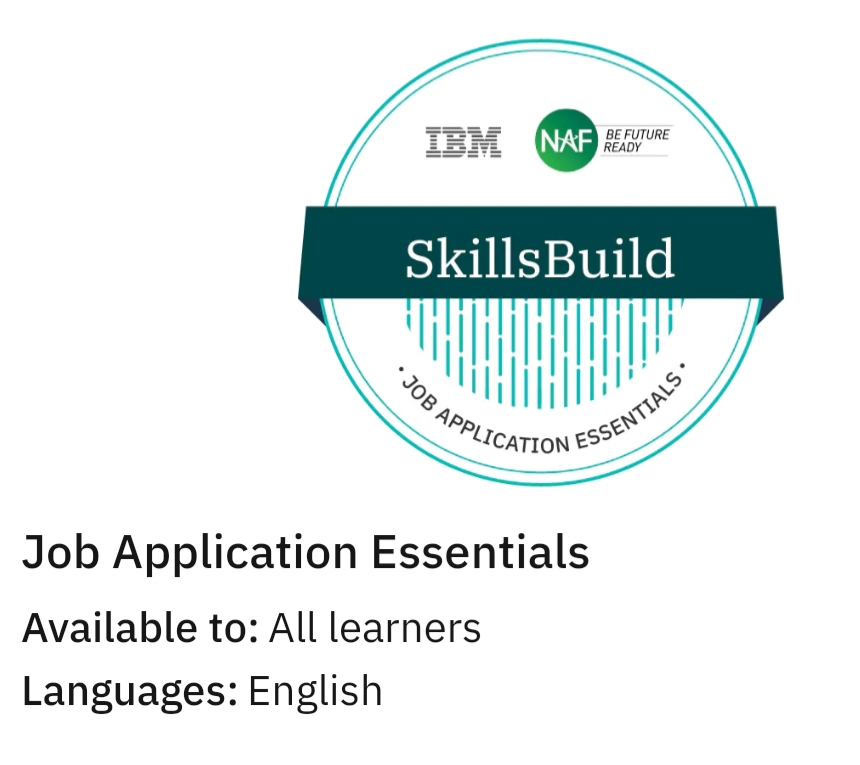 IBM
NAF
BE FUTURE
READY
SkillsBuild
· JOB APPLICATION ESSENTIALS ·
Job Application Essentials
Available to: All learners
Languages: English